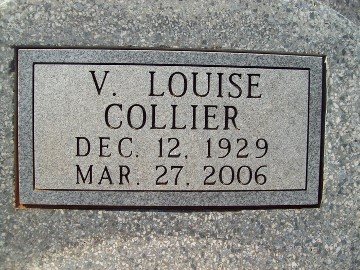 V. LOUISE
COLLIER
DEC. 12, 1929
MAR. 27, 2006